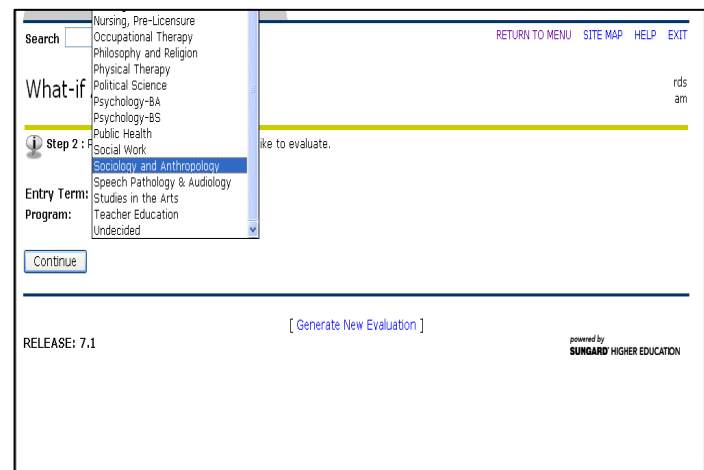 Nursing, Pre-Licensure
Search
Occupational Therapy
RETURN TO MENU SITE MAP HELP EXIT
Philosophy and Religion
Physical Therapy
What-if
Political Science
rds
Psychology-BA
am
Psychology-BS
Public Health
Step 2 :
ike to evaluate.
Social Work
Sociology and Anthropology
Speech Pathology & Audiology
Entry Term:
Studies in the Arts
Program:
Teacher Education
Undecided
Continue
[ Generate New Evaluation ]
RELEASE: 7.1
powered by
SUNGARD' HIGHER EDUCATION